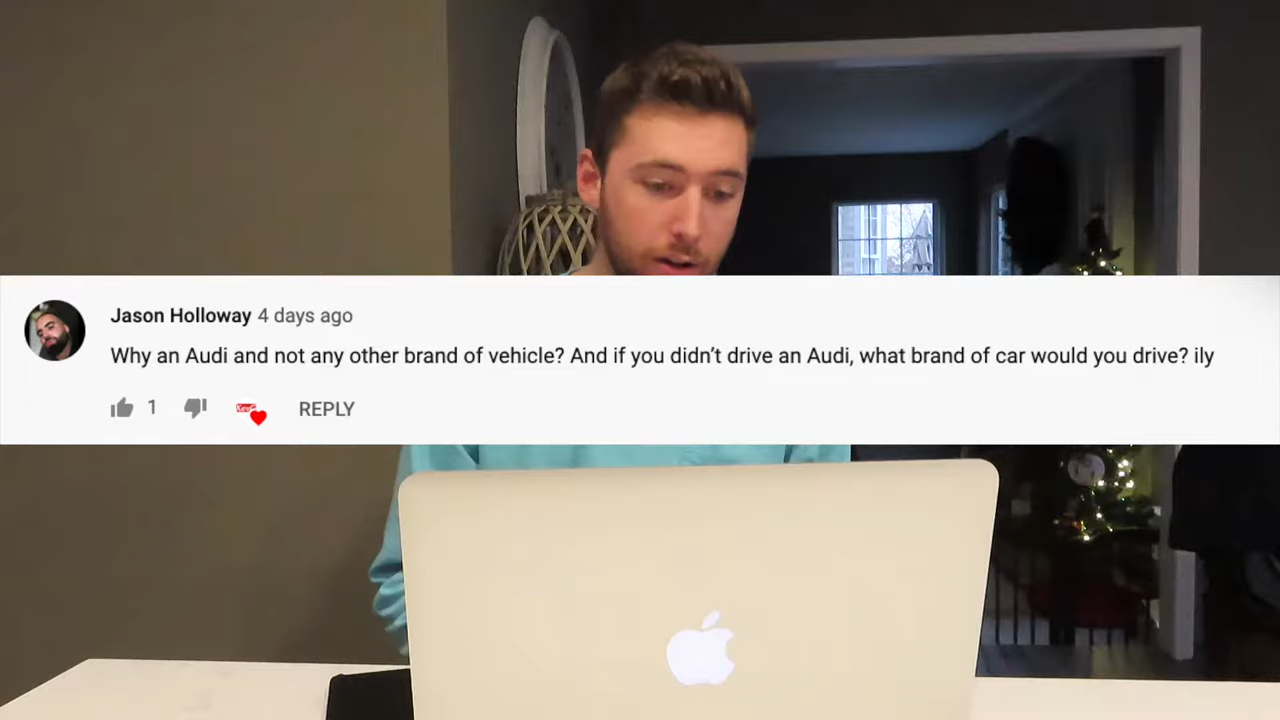 Jason Holloway 4 days ago
Why an Audi and not any other brand of vehicle? And if you didn’t drive an Audi, what brand of car would you drive? ily
1
REPLY